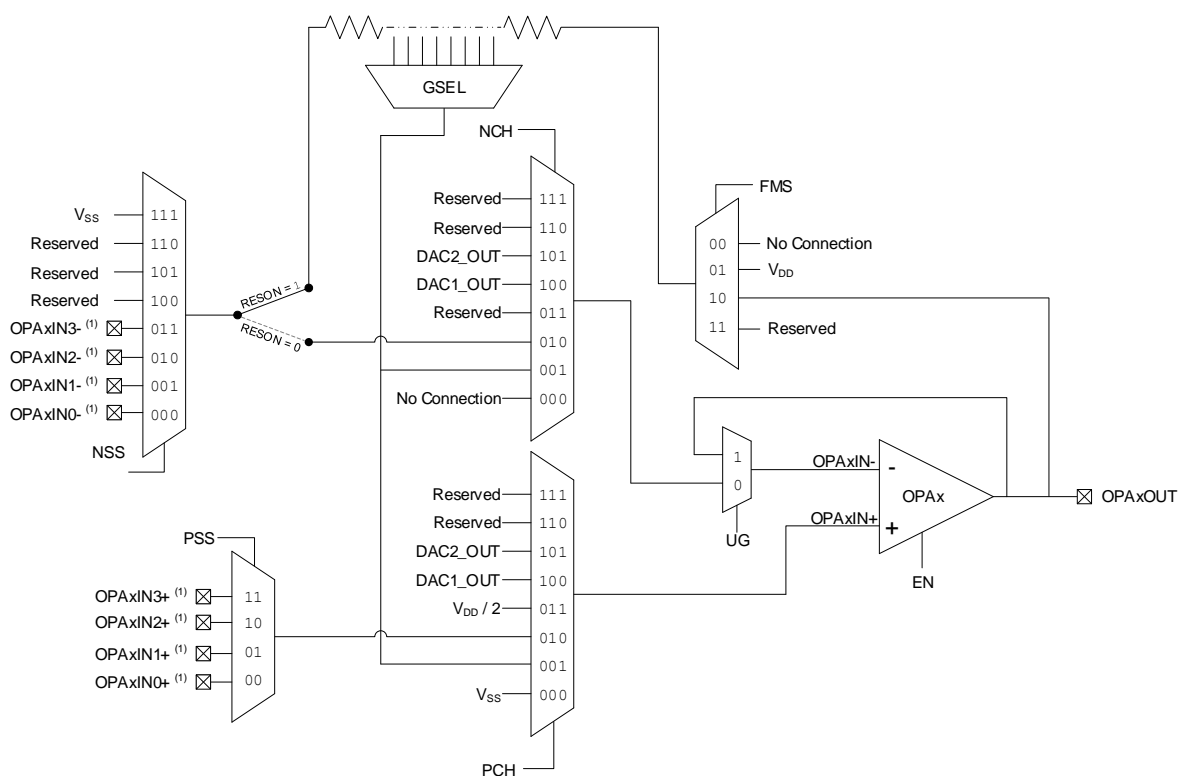 GSEL
NCH
Reserved 111
Reserved 110
DAC2_OUT 101
DAC1_OUT 100
Reserved 011
010
001
No Connection 000
V_SS 111
Reserved 110
Reserved 101
Reserved 100
OPAxIN3- (1) 011
OPAxIN2- (1) 010
OPAxIN1- (1) 001
OPAxIN0- (1) 000
NSS
RESON = 1
RESON = 0
FMS
00 No Connection
01 V_DD
10
11 Reserved
1
0
UG
OPAxIN-
OPAxIN+
-
+
OPAx
EN
OPAxOUT
Reserved 111
Reserved 110
DAC2_OUT 101
DAC1_OUT 100
V_DD / 2 011
010
001
V_SS 000
PCH
PSS
OPAxIN3+ (1) 11
OPAxIN2+ (1) 10
OPAxIN1+ (1) 01
OPAxIN0+ (1) 00